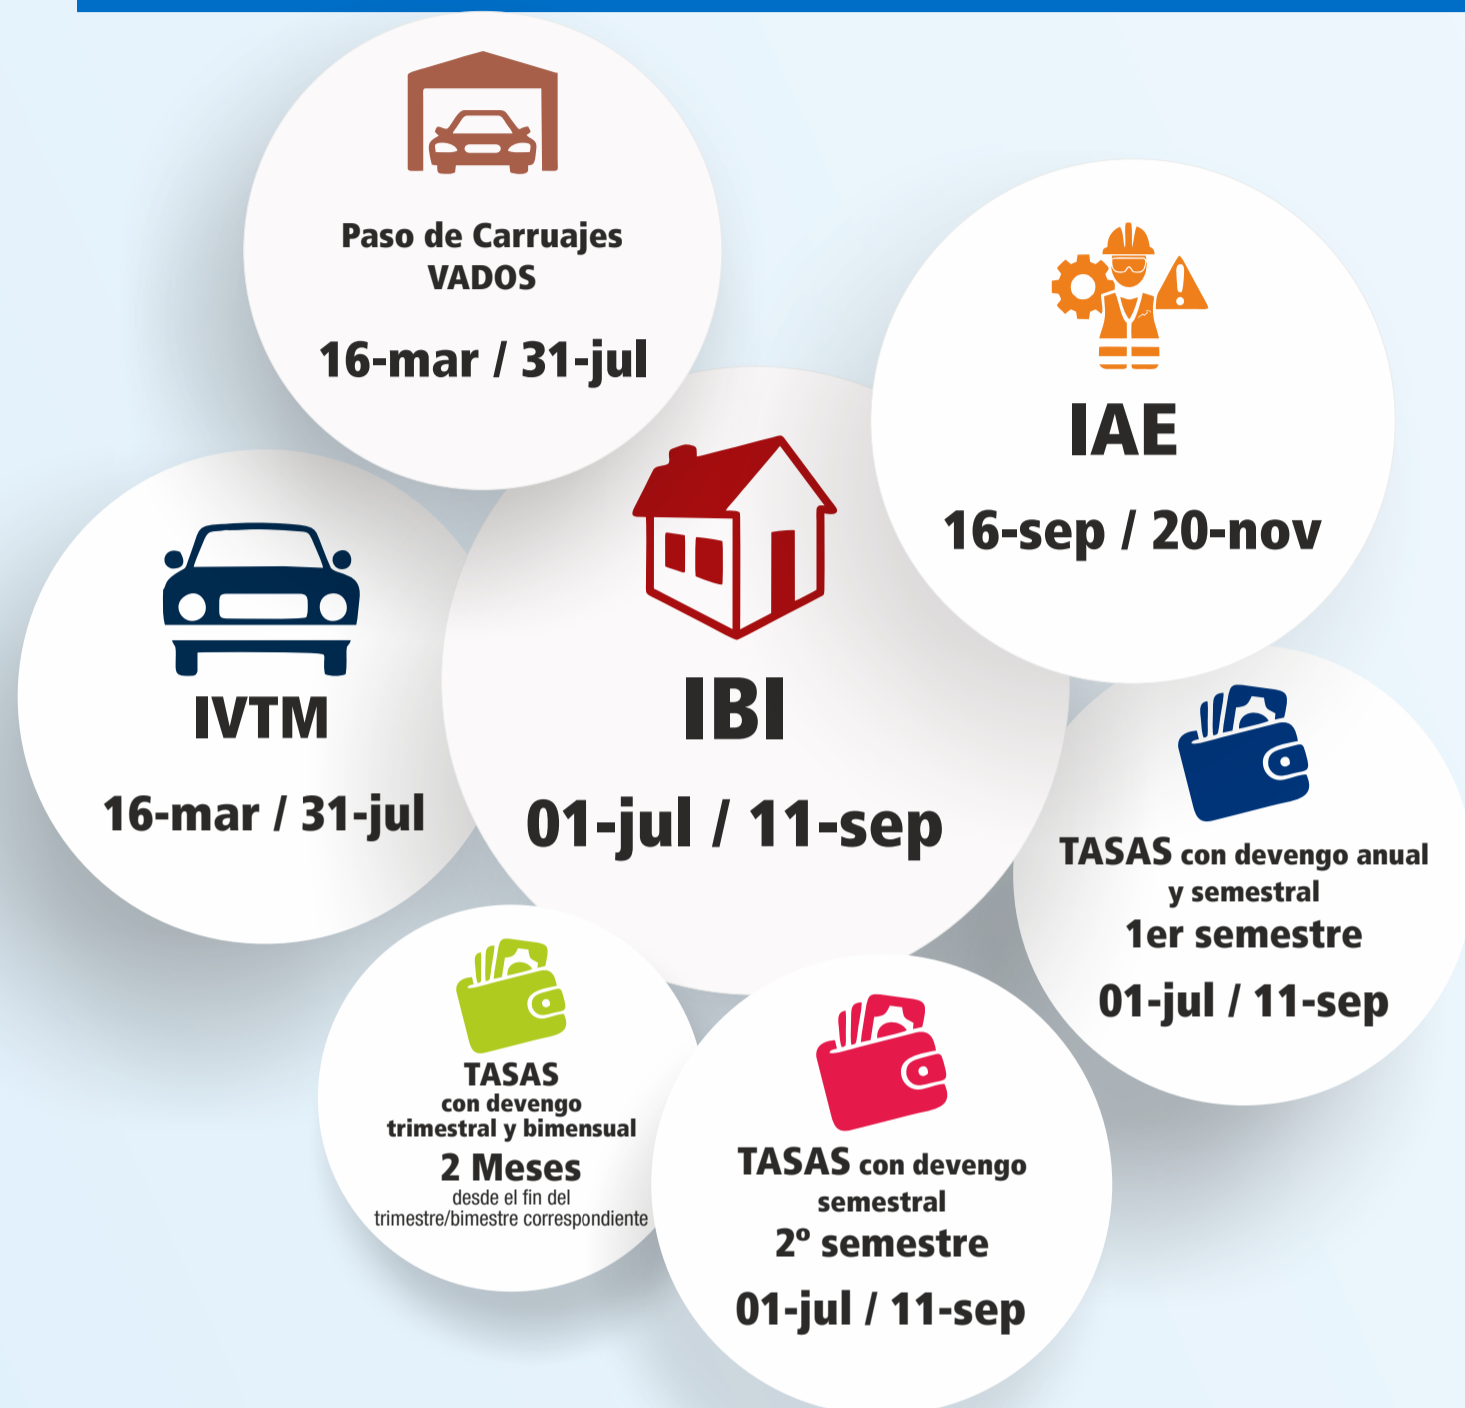 Paso de Carruajes
VADOS
16-mar / 31-jul
IAE
16-sep / 20-nov
IVTM
16-mar / 31-jul
IBI
01-jul / 11-sep
TASAS con devengo anual
y semestral
1er semestre
01-jul / 11-sep
TASAS
con devengo
trimestral y bimensual
2 Meses
desde el fin del
trimestre/bimestre correspondiente
TASAS con devengo
semestral
2º semestre
01-jul / 11-sep